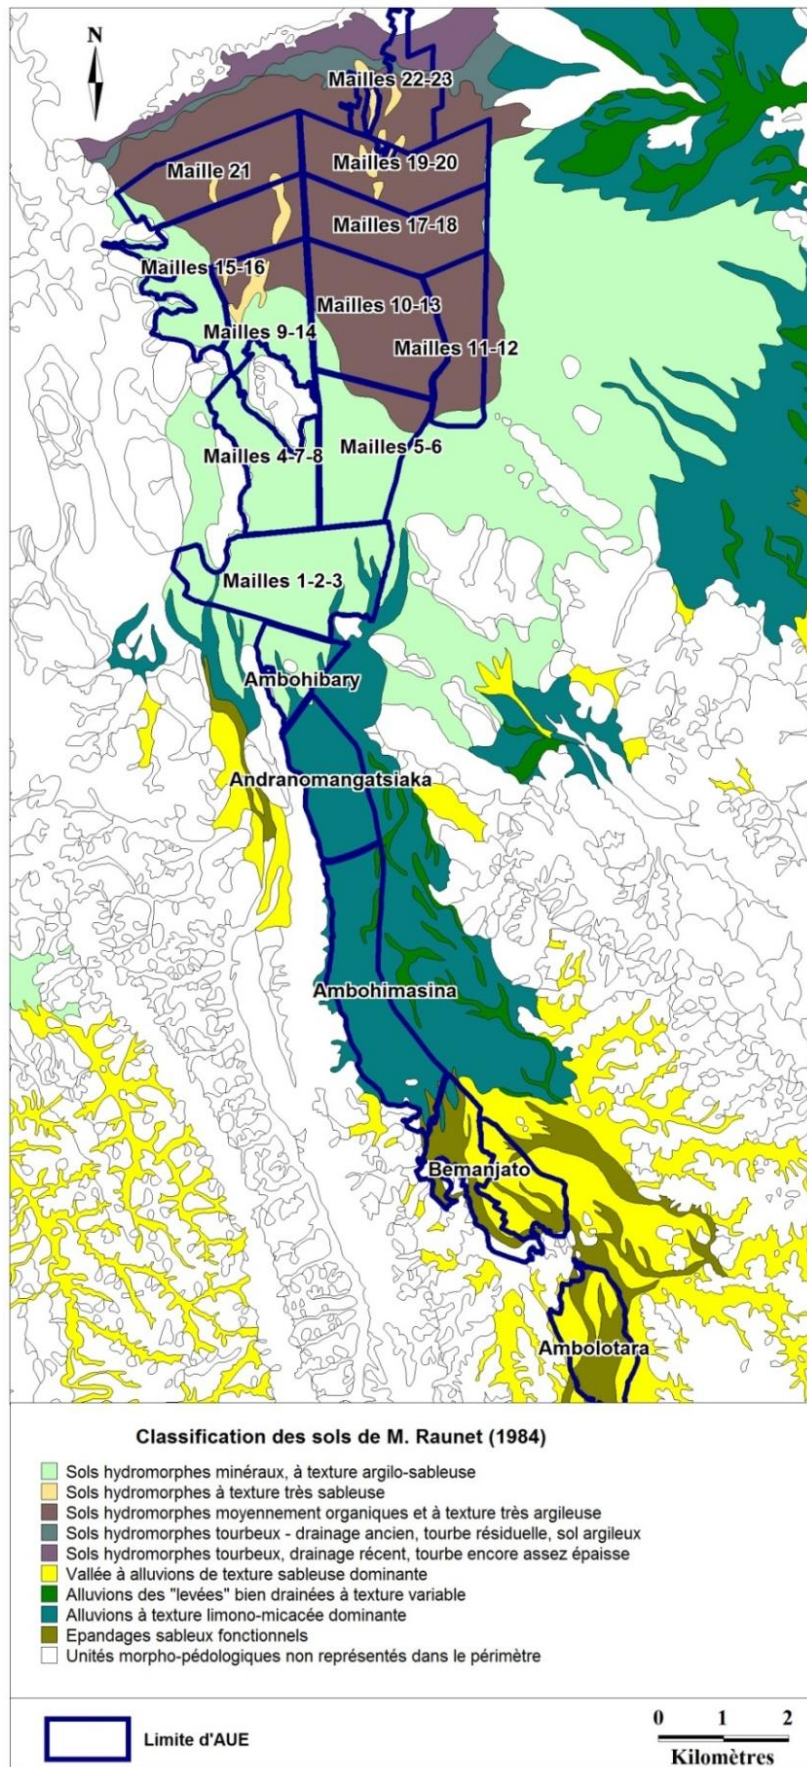 N
Mailles 22-23
Maille 21
Mailles 19-20
Mailles 17-18
Mailles 15-16
Mailles 10-13
Mailles 9-14
Mailles 11-12
Mailles 5-6
Mailles 4-7-8
Mailles 1-2-3
Ambohibary
Andranomangatsiaka
Ambohimasina
Bemanjato
Ambolotara
Classification des sols de M. Raunet (1984)
Sols hydromorphes minéraux, à texture argilo-sableuse
Sols hydromorphes à texture très sableuse
Sols hydromorphes moyennement organiques et à texture très argileuse
Sols hydromorphes tourbeux - drainage ancien, tourbe résiduelle, sol argileux
Sols hydromorphes tourbeux, drainage récent, tourbe encore assez épaisse
Vallée à alluvions de texture sableuse dominante
Alluvions des "levées" bien drainées à texture variable
Alluvions à texture limono-micacée dominante
Epandages sableux fonctionnels
Unités morpho-pédologiques non représentés dans le périmètre
Limite d'AUE
0 1 2
Kilomètres